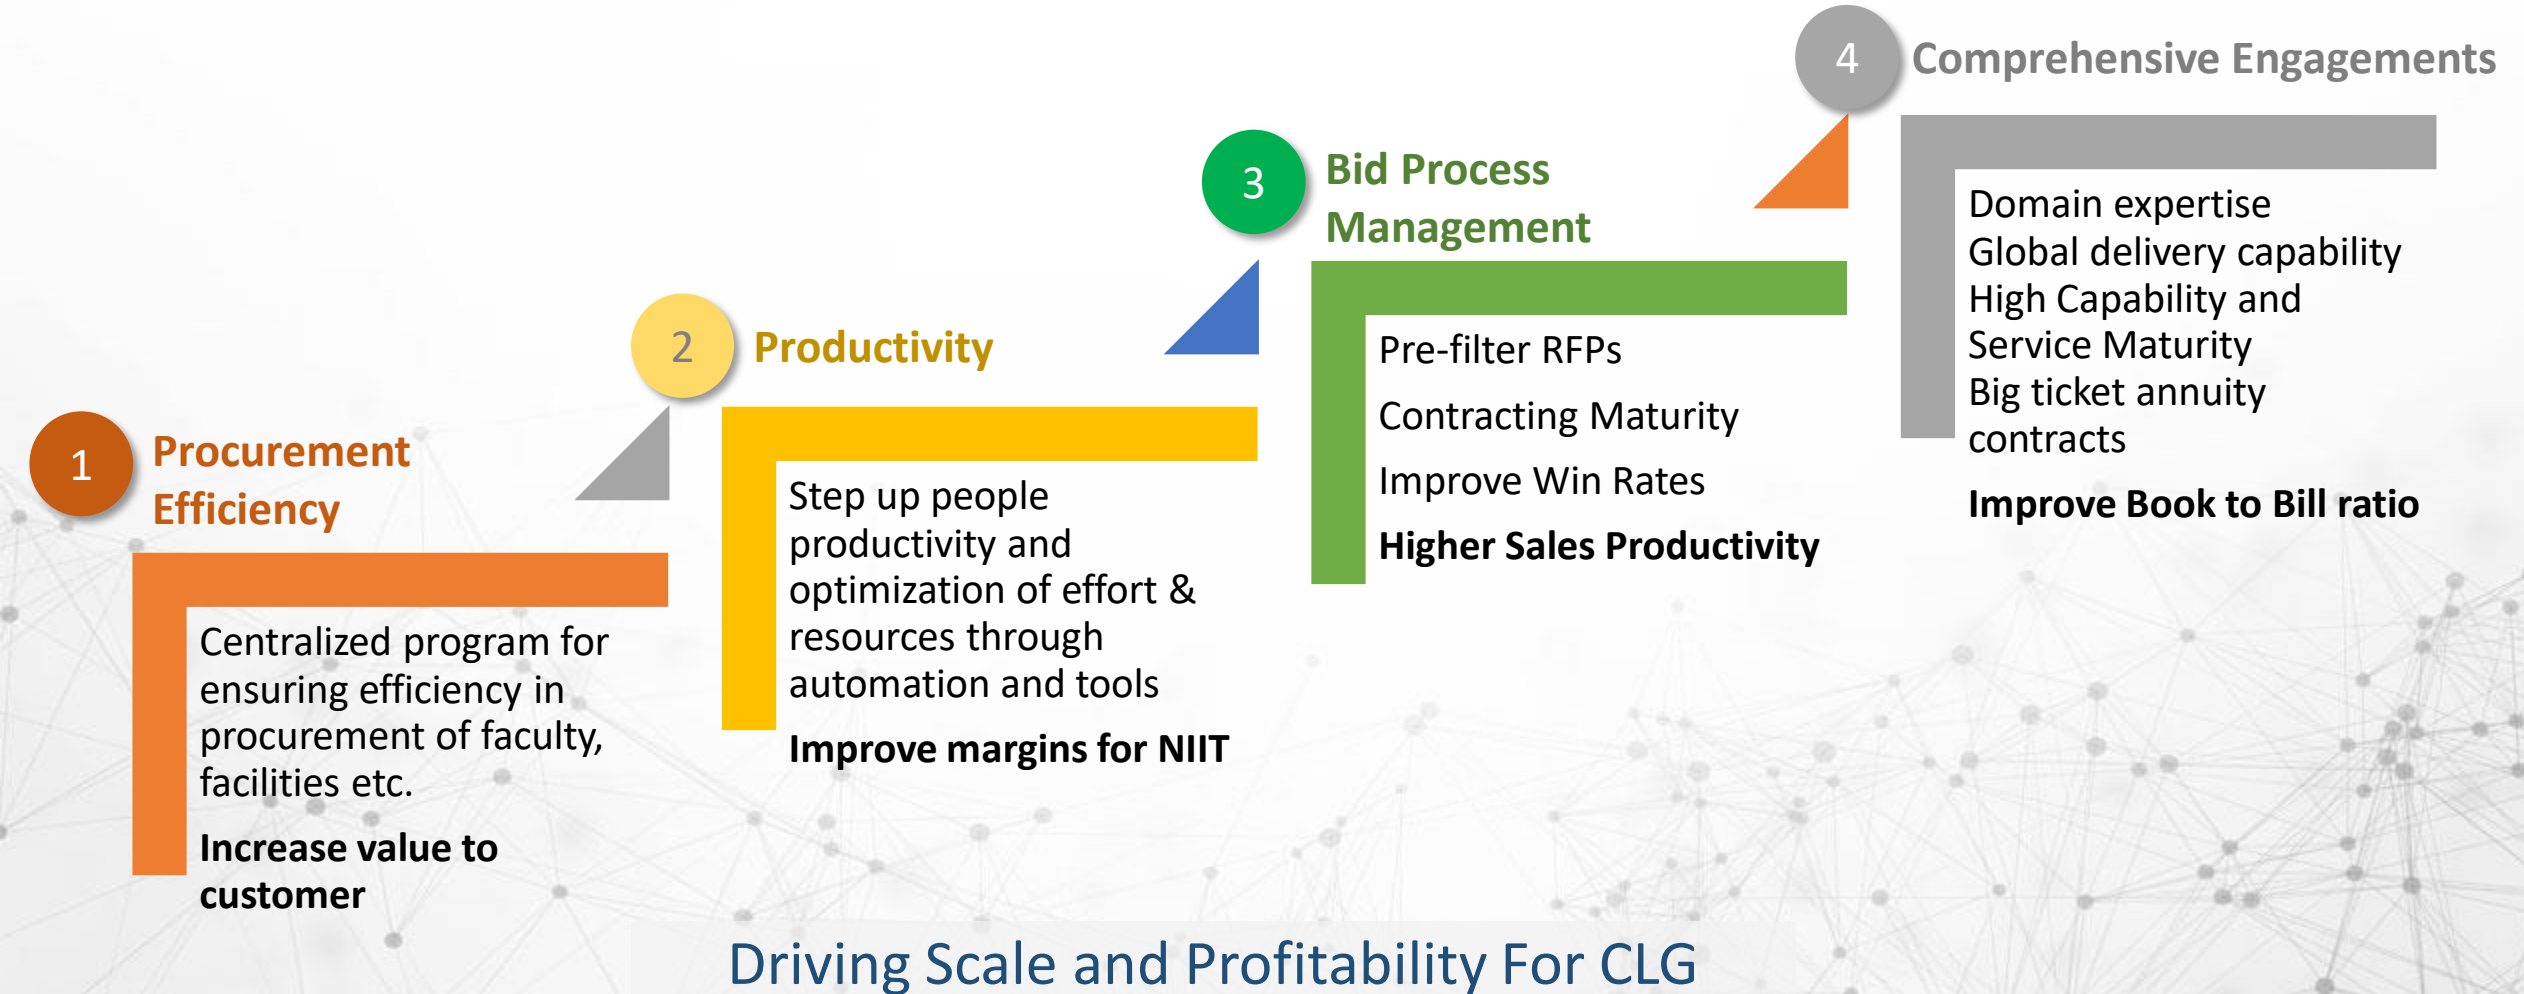 1
Procurement
Efficiency
Centralized program for
ensuring efficiency in
procurement of faculty,
facilities etc.
Increase value to
customer
2
Productivity
Step up people
productivity and
optimization of effort &
resources through
automation and tools
Improve margins for NIIT
3
Bid Process
Management
Pre-filter RFPs
Contracting Maturity
Improve Win Rates
Higher Sales Productivity
4
Comprehensive Engagements
Domain expertise
Global delivery capability
High Capability and
Service Maturity
Big ticket annuity
contracts
Improve Book to Bill ratio
Driving Scale and Profitability For CLG